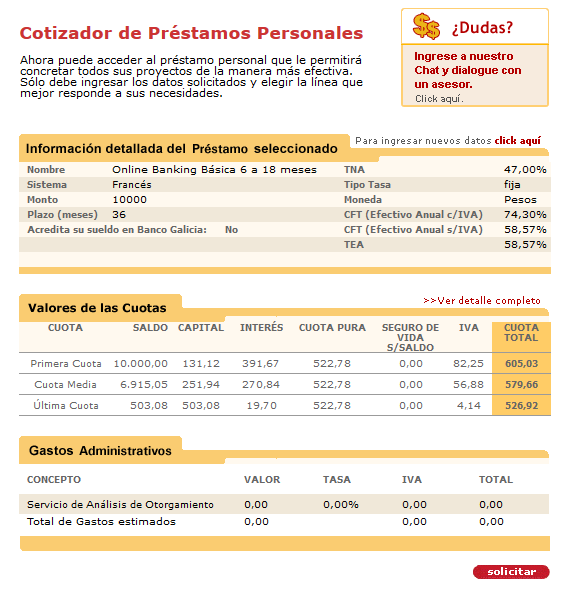 Cotizador de Préstamos Personales
Ahora puede acceder al préstamo personal que le permitirá
concretar todos sus proyectos de la manera más efectiva.
Sólo debe ingresar los datos solicitados y elegir la línea que
mejor responde a sus necesidades.
¿Dudas?
Ingrese a nuestro
Chat y dialogue con
un asesor.
Click aquí.
Información detallada del Préstamo seleccionado
Para ingresar nuevos datos click aquí
Nombre Online Banking Básica 6 a 18 meses TNA 47,00%
Sistema Francés Tipo Tasa fija
Monto 10000 Moneda Pesos
Plazo (meses) 36 CFT (Efectivo Anual c/IVA) 74,30%
Acredita su sueldo en Banco Galicia: No CFT (Efectivo Anual s/IVA) 58,57%
TEA 58,57%
Valores de las Cuotas
>>Ver detalle completo
CUOTA SALDO CAPITAL INTERÉS CUOTA PURA SEGURO DE VIDA S/SALDO IVA CUOTA TOTAL
Primera Cuota 10.000,00 131,12 391,67 522,78 0,00 82,25 605,03
Cuota Media 6.915,05 251,94 270,84 522,78 0,00 56,88 579,66
Última Cuota 503,08 503,08 19,70 522,78 0,00 4,14 526,92
Gastos Administrativos
CONCEPTO VALOR TASA IVA TOTAL
Servicio de Análisis de Otorgamiento 0,00 0,00% 0,00 0,00
Total de Gastos estimados 0,00 0,00 0,00
solicitar